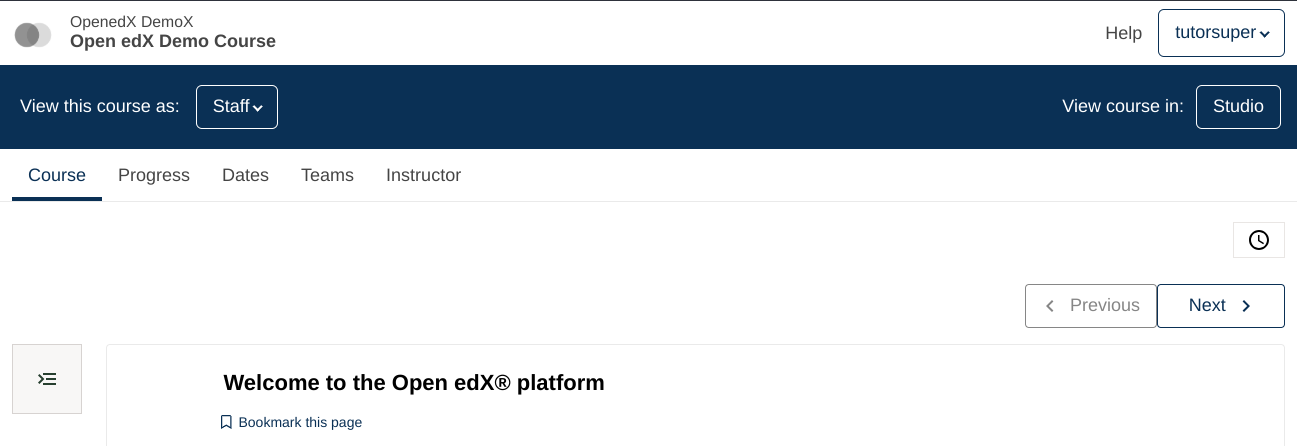 OpenedX DemoX
Open edX Demo Course
Help
tutorsuper
View this course as:
Staff
View course in:
Studio
Course
Progress
Dates
Teams
Instructor
Previous
Next
Welcome to the Open edX® platform
Bookmark this page